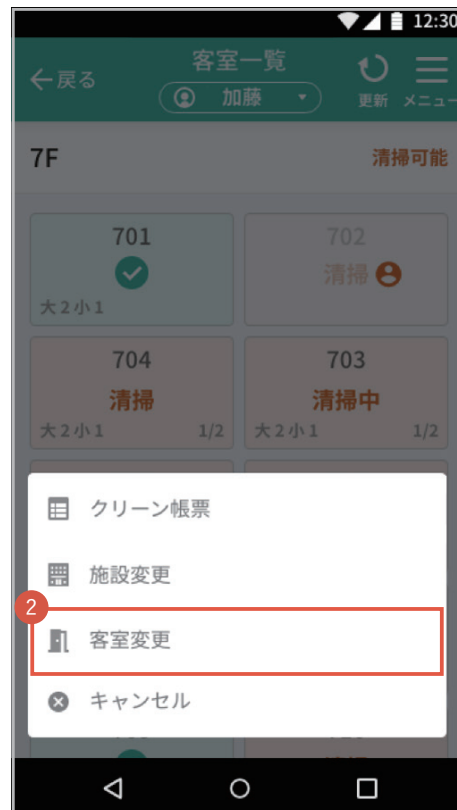 12:30
戻る
客室一覧
加藤
更新 メニュー
7F 清掃可能
701
大2小1
702
清掃
704
清掃
大2小1 1/2
703
清掃中
大2小1 1/2
クリーン帳票
施設変更
2
客室変更
キャンセル